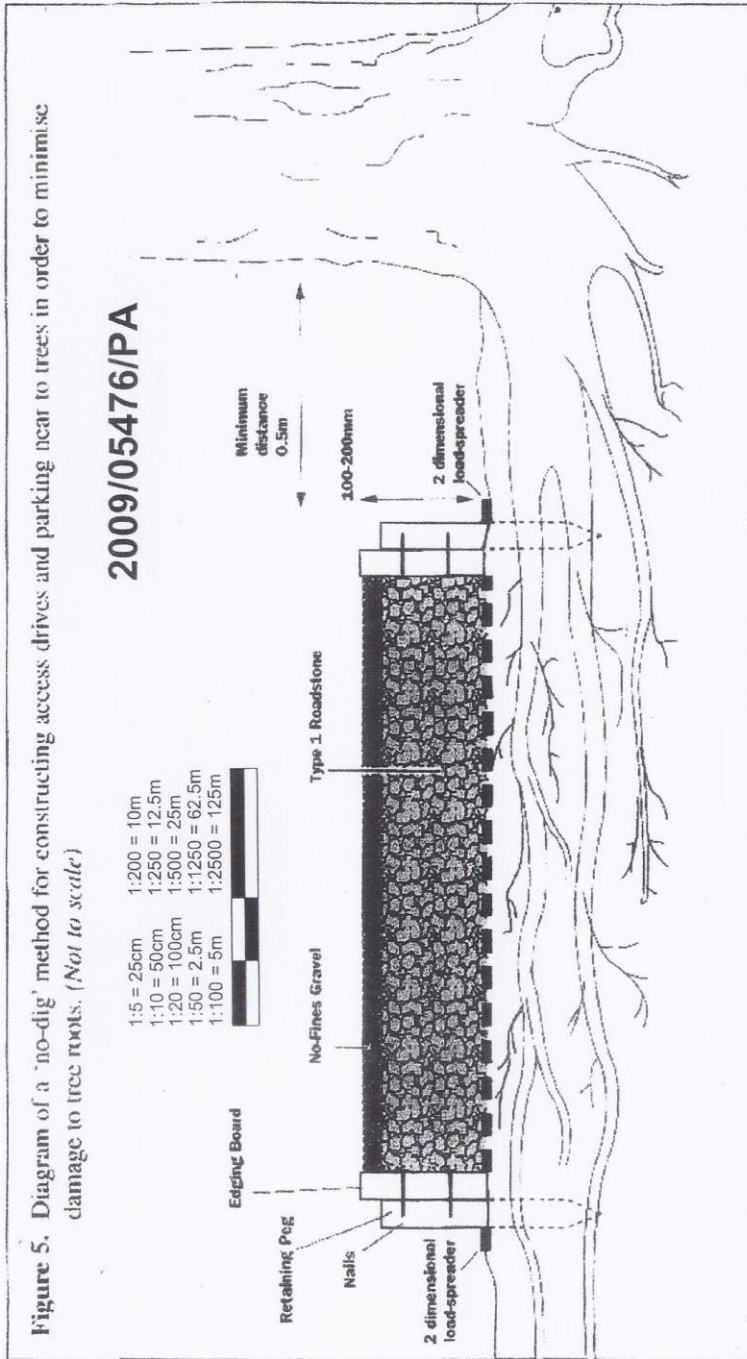 Figure 5. Diagram of a 'no-dig' method for constructing access drives and parking near to trees in order to minimise
damage to tree roots. (Not to scale)
2009/05476/PA
1:5 = 25cm 1:200 = 10m
1:10 = 50cm 1:250 = 12.5m
1:20 = 100cm 1:500 = 25m
1:50 = 2.5m 1:1250 = 62.5m
1:100 = 5m 1:2500 = 125m
Edging Board
Retaining Peg
Nails
2 dimensional
load-spreader
No-Fines Gravel
Type 1 Roadstone
Minimum
distance
0.5m
100-200mm
2 dimensional
load-spreader